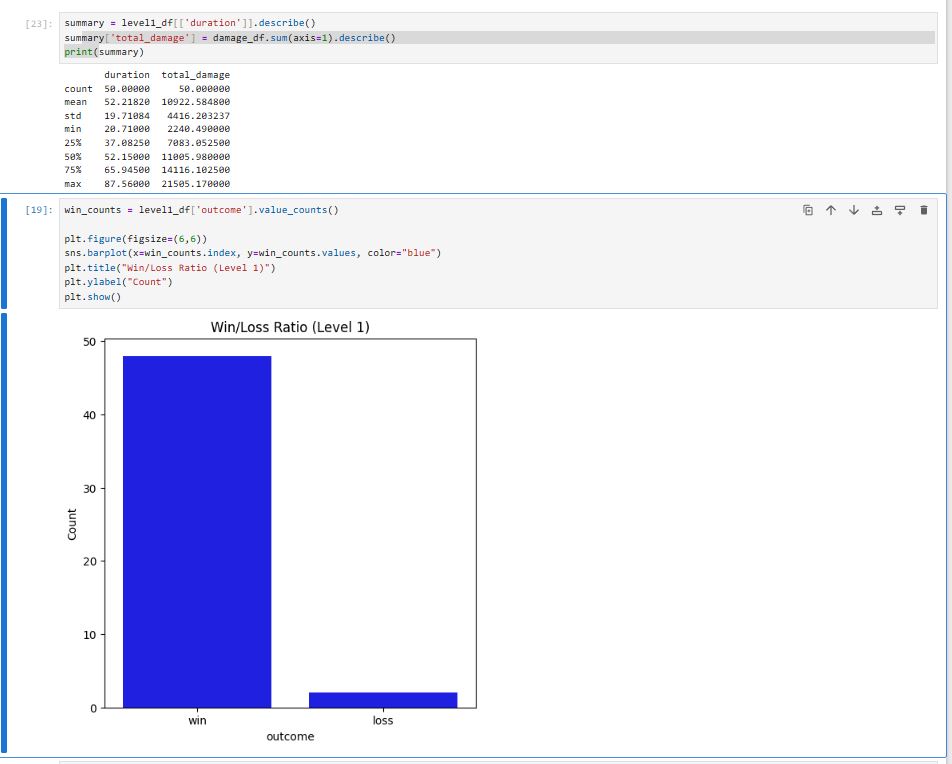 [23]: summary = level1_df[['duration']].describe()
summary['total_damage'] = damage_df.sum(axis=1).describe()
print(summary)
duration total_damage
count 50.00000 50.000000
mean 52.21820 10922.584800
std 19.71084 4416.203237
min 20.71000 2240.490000
25% 37.08250 7083.052500
50% 52.15000 11005.980000
75% 65.94500 14116.102500
max 87.56000 21505.170000
[19]: win_counts = level1_df['outcome'].value_counts()
plt.figure(figsize=(6,6))
sns.barplot(x=win_counts.index, y=win_counts.values, color="blue")
plt.title("Win/Loss Ratio (Level 1)")
plt.ylabel("Count")
plt.show()
Win/Loss Ratio (Level 1)
50
40
30
20
10
0
Count
win loss
outcome